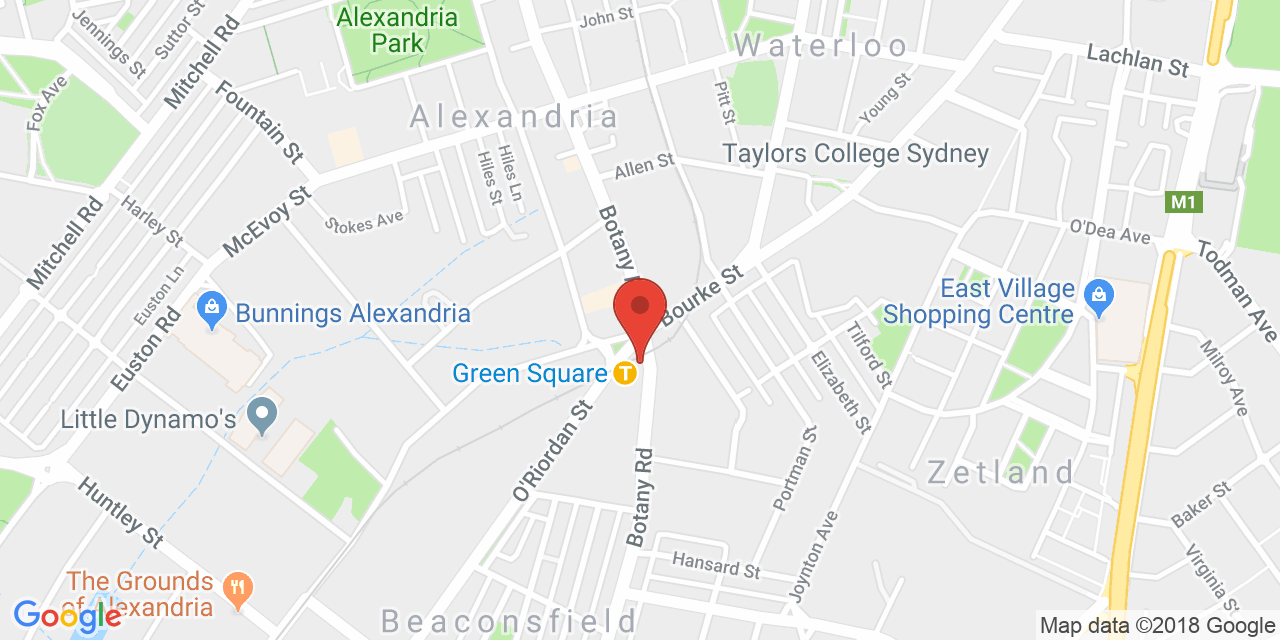 Jennings St
Suttor St
Mitchell Rd
Alexandria
Park
John St
Waterloo
Lachlan St
Fox Ave
Fountain St
Alexandria
Pitt St
Young St
Taylors College Sydney
Allen St
Hiles St
Hiles Ln
Harley St
McEvoy St
Stokes Ave
Botany
M1
O'Dea Ave
Todman Ave
Mitchell Rd
Euston Ln
Euston Rd
Bunnings Alexandria
Bourke St
East Village
Shopping Centre
Tilford St
Elizabeth St
Milroy Ave
Green Square
T
Little Dynamo's
O'Riordan St
Botany Rd
Portman St
Zetland
Huntley St
Baker St
Joynton Ave
Hansard St
Virginia St
The Grounds
of Alexandria
Beaconsfield
Google
Map data ©2018 Google